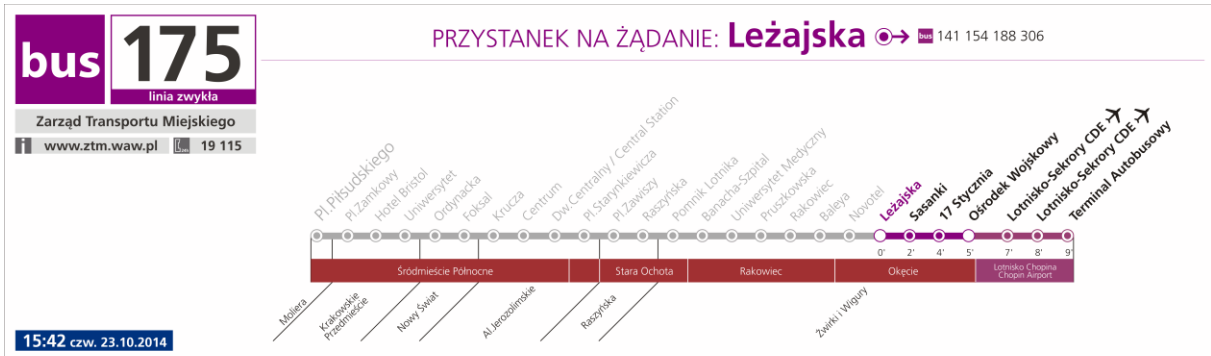 bus
175
linia zwykła
Zarząd Transportu Miejskiego
i www.ztm.waw.pl 19 115
PRZYSTANEK NA ŻĄDANIE: Leżajska bus 141 154 188 306
Pl.Piłsudskiego
Pl.Zamkowy
Hotel Bristol
Uniwersytet
Ordynacka
Foksal
Krucza
Centrum
Dw.Centralny / Central Station
Pl.Starynkiewicza
Pl.Zawiszy
Raszyńska
Pomnik Lotnika
Banacha-Szpital
Uniwersytet Medyczny
Pruszkowska
Rakowiec
Baleya
Novotel
Leżajska
Sasanki
17 Stycznia
Ośrodek Wojskowy
Lotnisko-Sekrory CDE
Lotnisko-Sekrory CDE
Terminal Autobusowy
0' 2' 4' 5' 7' 8' 9'
Śródmieście Północne
Stara Ochota
Rakowiec
Okęcie
Lotnisko Chopina
Chopin Airport
Moliera
Krakowskie
Przedmieście
Nowy Świat
Al.Jerozolimskie
Raszyńska
Żwirki i Wigury
15:42 czw. 23.10.2014